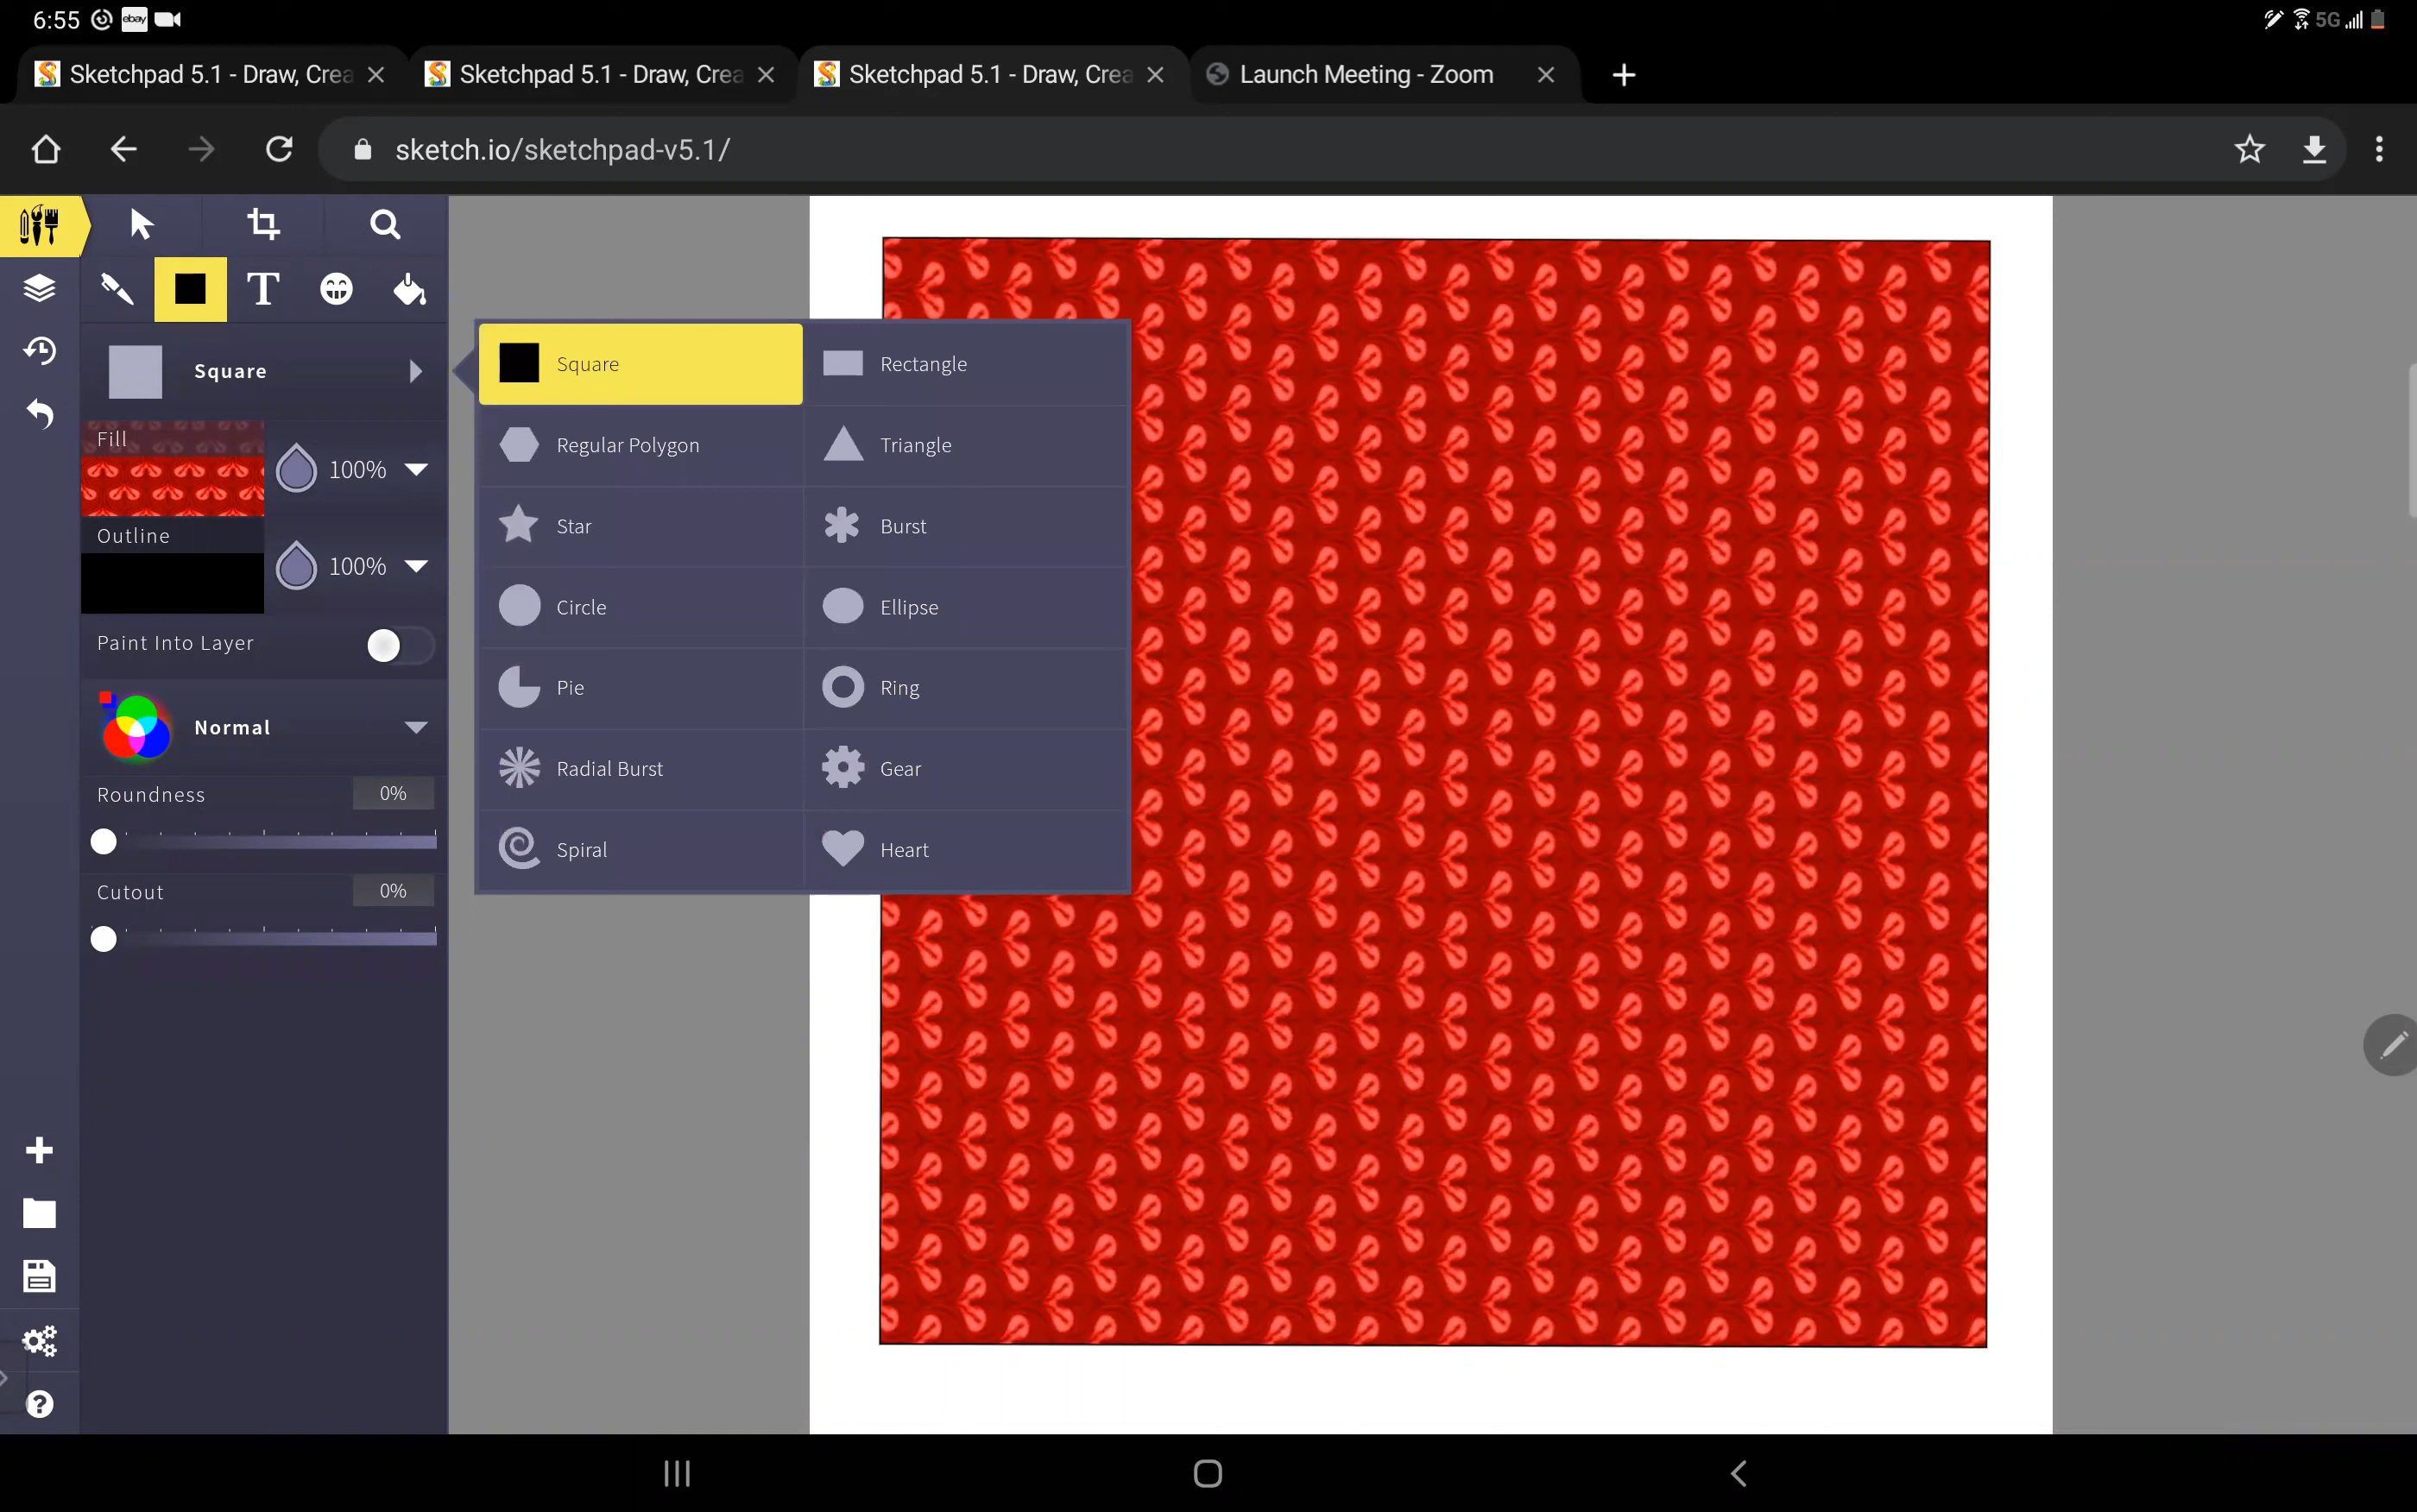 6:55 ebay 5G
Sketchpad 5.1 - Draw, Crea Sketchpad 5.1 - Draw, Crea Sketchpad 5.1 - Draw, Crea Launch Meeting - Zoom
sketch.io/sketchpad-v5.1/
T
Square
Fill
100%
Outline
100%
Paint Into Layer
Normal
Roundness 0%
Cutout 0%
Square Rectangle
Regular Polygon Triangle
Star Burst
Circle Ellipse
Pie Ring
Radial Burst Gear
Spiral Heart